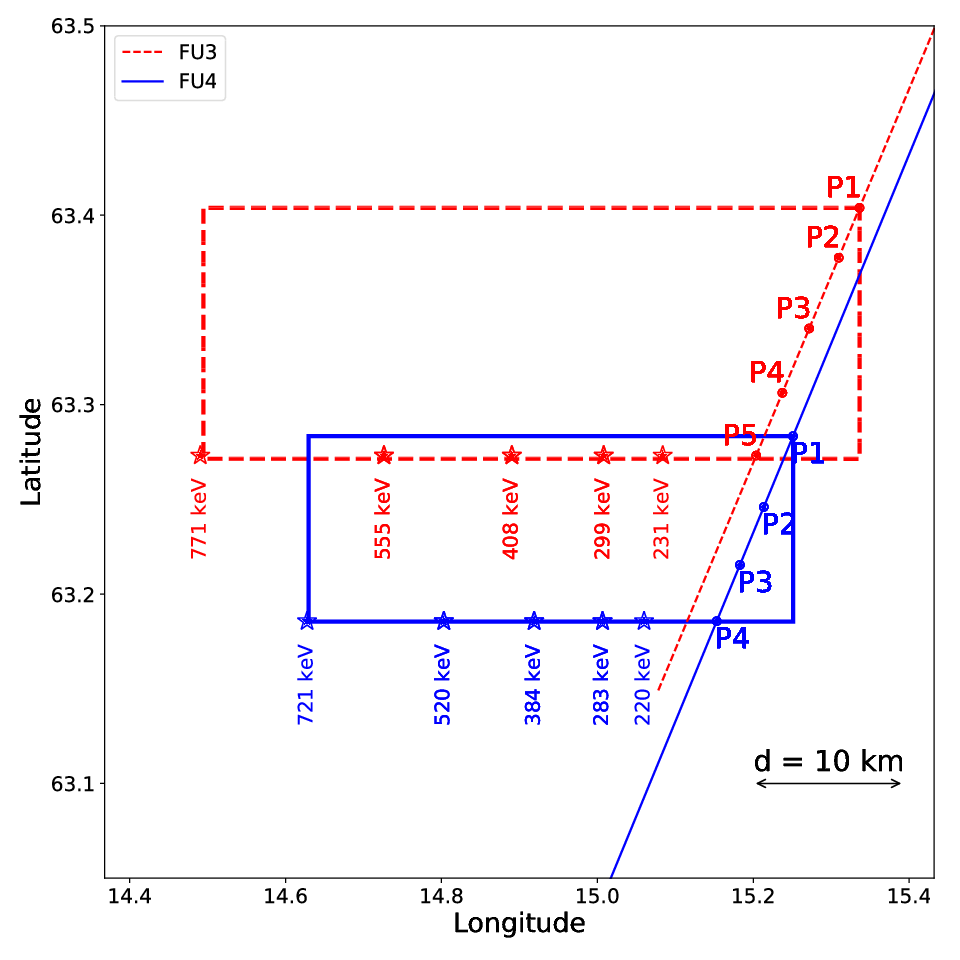 63.5
63.4
63.3
63.2
63.1
Latitude
FU3
FU4
P1
P2
P3
P4
P5
P1
P2
P3
P4
771 keV
555 keV
408 keV
299 keV
231 keV
721 keV
520 keV
384 keV
283 keV
220 keV
d = 10 km
14.4
14.6
14.8
15.0
15.2
15.4
Longitude